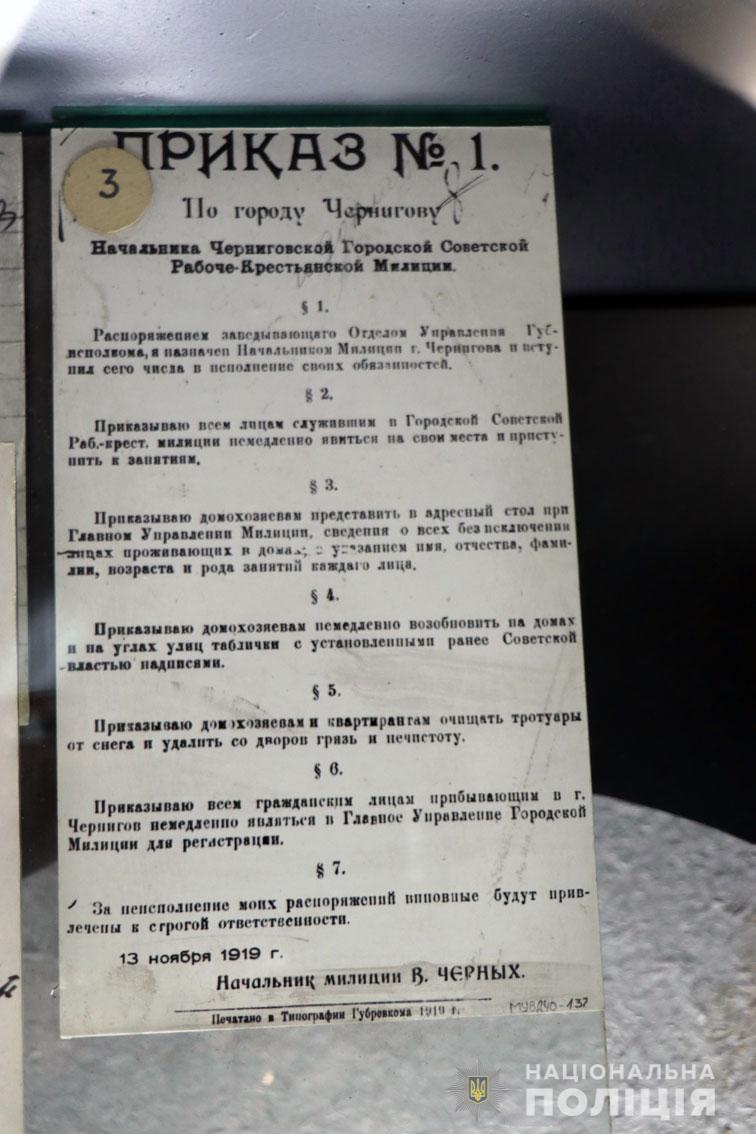 ПРИКАЗ № 1.
3
По городу Чернигову
Начальника Черниговской Городской Советской
Рабоче-Крестьянской Милиции.
§ 1.
Распоряжением заведывающаго Отделом Управления Губ-
исполкома, я назначен Начальником Милиции г. Чернигова и всту-
пил сего числа в исполнение своих обязанностей.
§ 2.
Приказываю всем лицам служившим в Городской Советской
Раб.-крест. милиции немедленно явиться на свои места и присту-
пить к занятиям.
§ 3.
Приказываю домохозяевам представить в адресный стол при
Главном Управлении Милиции, сведения о всех без исключения
лицах проживающих в домах, с указанием имя, отчества, фами-
лии, возраста и рода занятий каждаго лица.
§ 4.
Приказываю домохозяевам немедленно возобновить на домах
и на углах улиц таблички с установленными ранее Советской
властью надписями.
§ 5.
Приказываю домохозяевам и квартирантам очищать тротуары
от снега и удалить со дворов грязь и нечистоту.
§ 6.
Приказываю всем гражданским лицам прибывающим в г.
Чернигов немедленно являться в Главное Управление Городской
Милиции для регастрации.
§ 7.
За неисполнение моих распоряжений виновные будут прив-
лечены к строгой ответственности.
13 ноября 1919 г.
Начальник милиции В. ЧЕРНЫХ.
Печатано в Типографии Губревкома 1919 г.
МУВДЧО-137
НАЦІОНАЛЬНА
ПОЛІЦІЯ